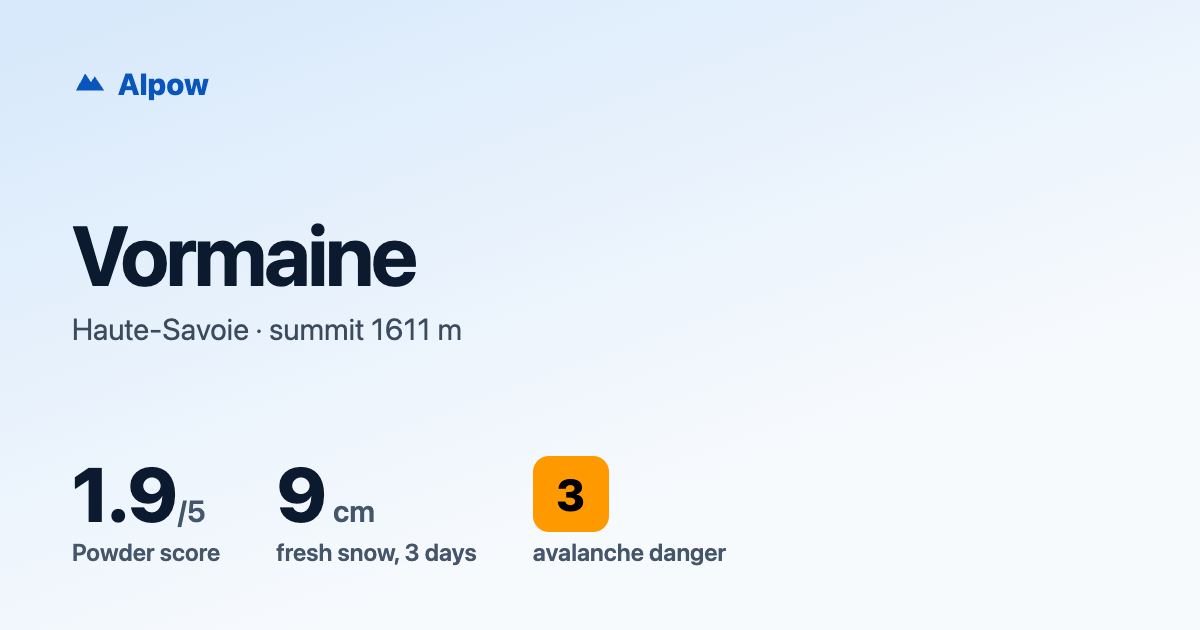 Alpow
Vormaine
Haute-Savoie · summit 1611 m
1.9/5
Powder score
9 cm
fresh snow, 3 days
3
avalanche danger